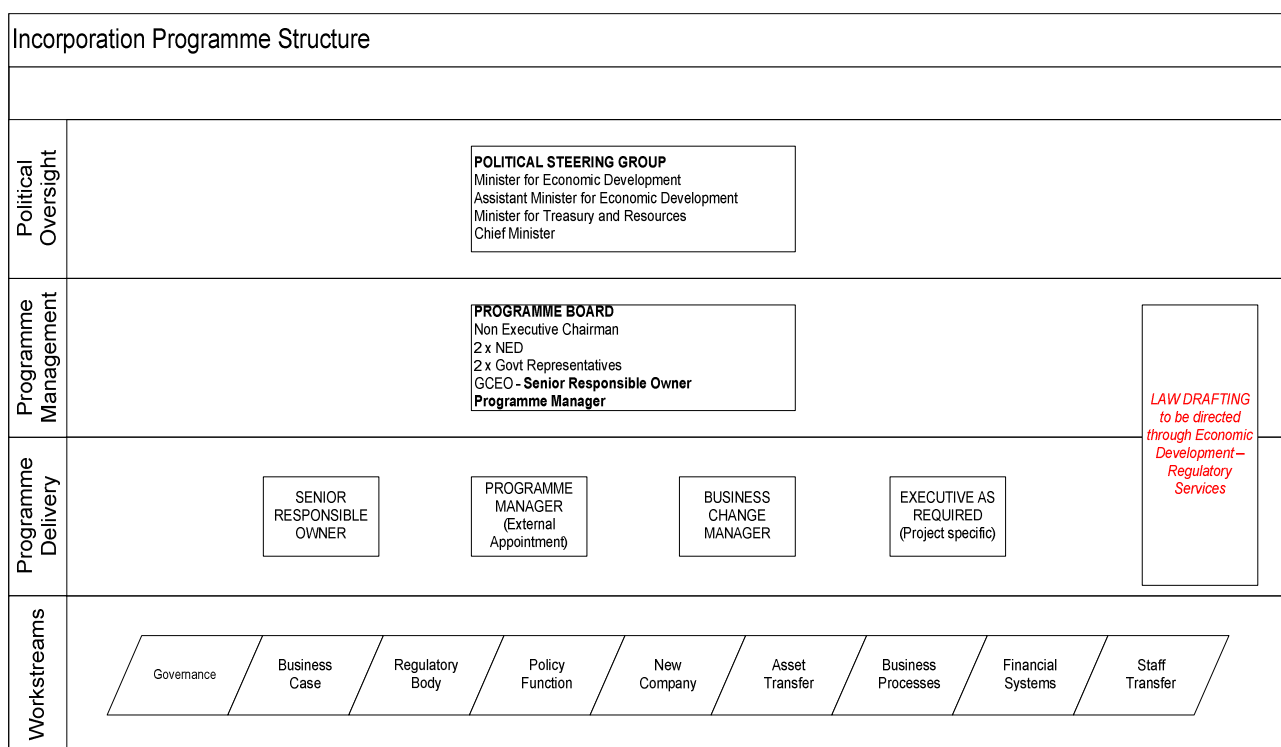 Incorporation Programme Structure
Political
Oversight
POLITICAL STEERING GROUP
Minister for Economic Development
Assistant Minister for Economic Development
Minister for Treasury and Resources
Chief Minister
Programme
Management
PROGRAMME BOARD
Non Executive Chairman
2 x NED
2 x Govt Representatives
GCEO - Senior Responsible Owner
Programme Manager
LAW DRAFTING
to be directed
through Economic
Development –
Regulatory
Services
Programme
Delivery
SENIOR
RESPONSIBLE
OWNER
PROGRAMME
MANAGER
(External
Appointment)
BUSINESS
CHANGE
MANAGER
EXECUTIVE AS
REQUIRED
(Project specific)
Workstreams
Governance
Business
Case
Regulatory
Body
Policy
Function
New
Company
Asset
Transfer
Business
Processes
Financial
Systems
Staff
Transfer